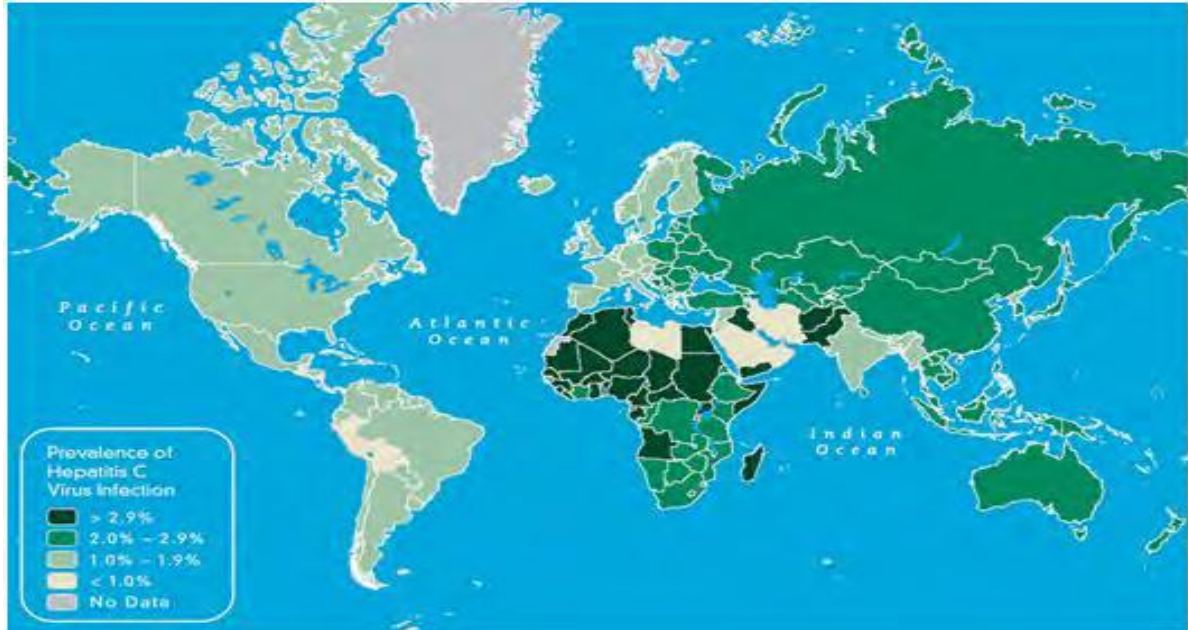 Pacific
Ocean
Atlantic
Ocean
Indian
Ocean
Prevalence of
Hepatitis C
Virus Infection
> 2.9%
2.0% – 2.9%
1.0% – 1.9%
< 1.0%
No Data